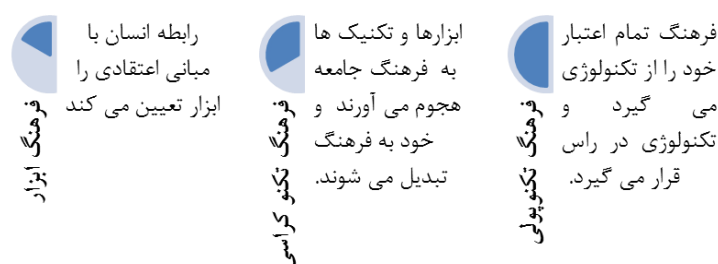 فرهنگ تمام اعتبار
خود را از تکنولوژی
می گیرد و
تکنولوژی در راس
قرار می گیرد.
فرهنگ تکنوپولی
ابزارها و تکنیک ها
به فرهنگ جامعه
هجوم می آورند و
خود به فرهنگ
تبدیل می شوند.
فرهنگ تکنو کراسی
رابطه انسان با
مبانی اعتقادی را
ابزار تعیین می کند
فرهنگ ابزار